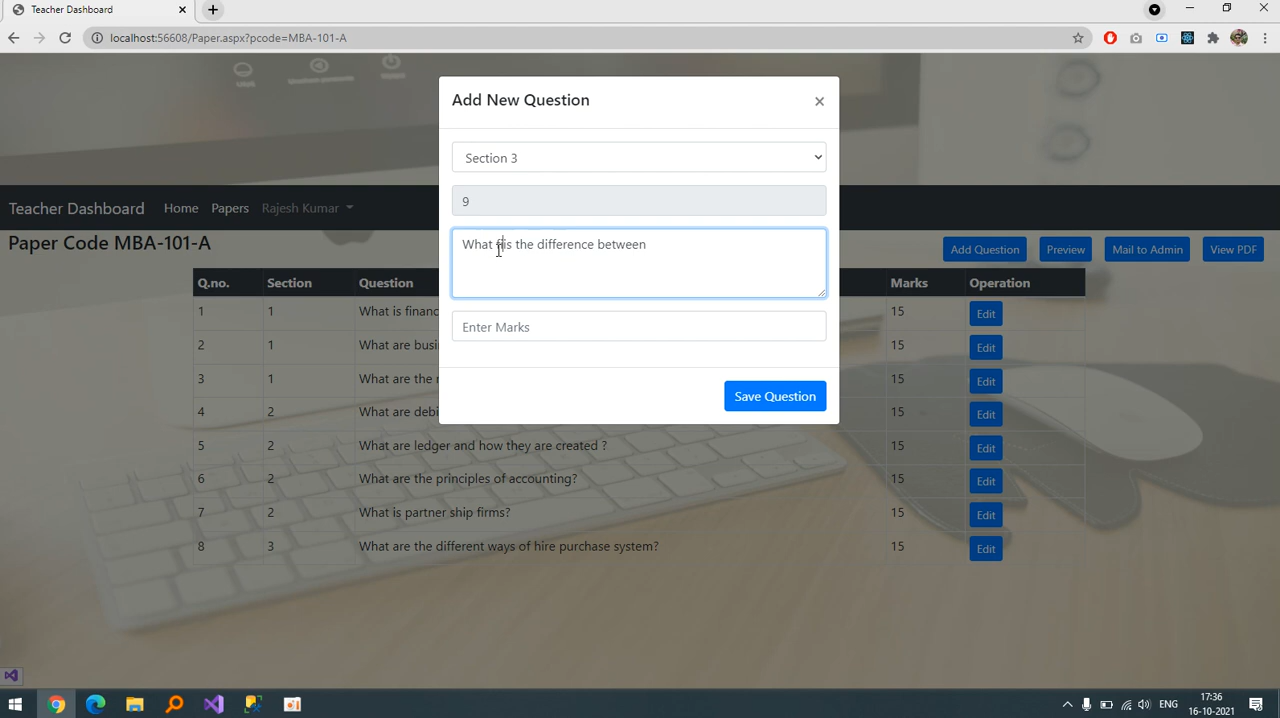 Teacher Dashboard
localhost:56608/Paper.aspx?pcode=MBA-101-A
Add New Question
×
Section 3
9
What fis the difference between
Enter Marks
Save Question
Teacher Dashboard Home Papers Rajesh Kumar
Paper Code MBA-101-A
Add Question Preview Mail to Admin View PDF
Q.no. Section Question Marks Operation
1 1 What is financ 15 Edit
2 1 What are busi 15 Edit
3 1 What are the 15 Edit
4 2 What are debi 15 Edit
5 2 What are ledger and how they are created ? 15 Edit
6 2 What are the principles of accounting? 15 Edit
7 2 What is partner ship firms? 15 Edit
8 3 What are the different ways of hire purchase system? 15 Edit
ENG
17:36
16-10-2021